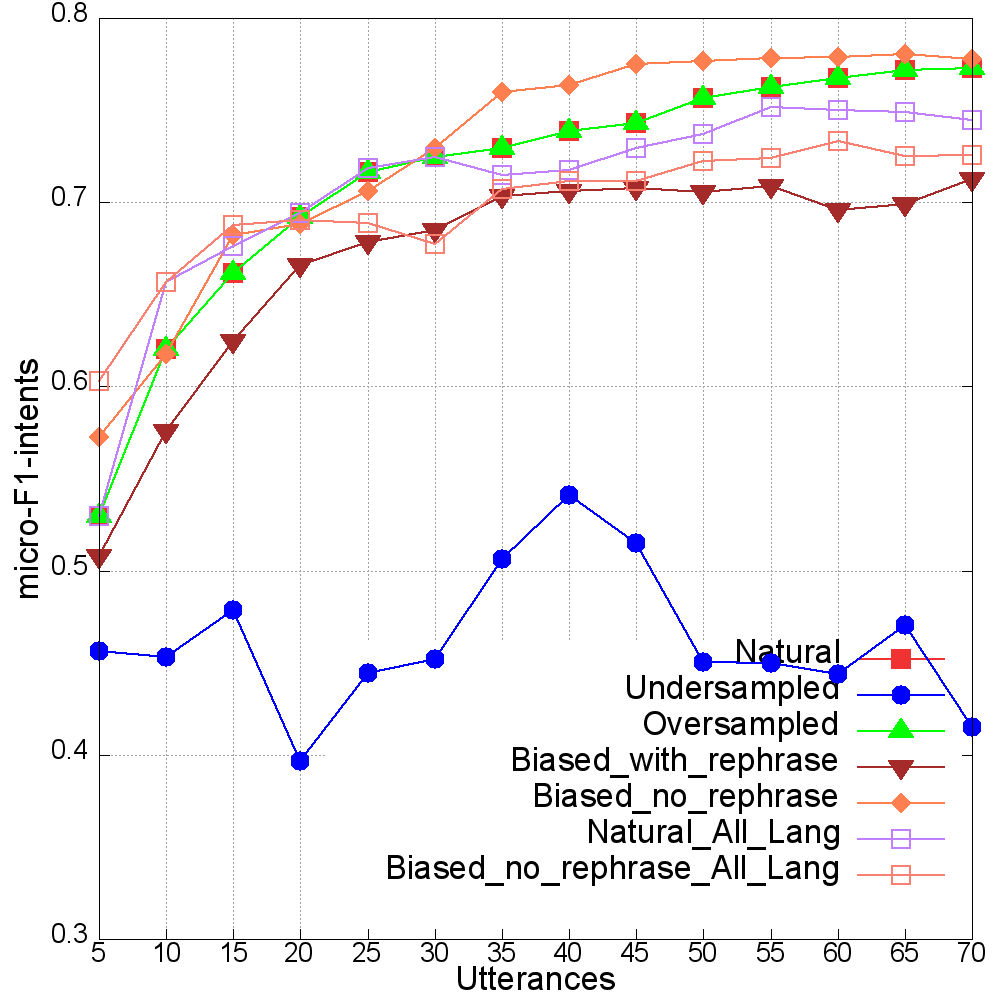 0.8
0.7
0.6
0.5
0.4
0.3
micro-F1-intents
Natural
Undersampled
Oversampled
Biased_with_rephrase
Biased_no_rephrase
Natural_All_Lang
Biased_no_rephrase_All_Lang
5 10 15 20 25 30 35 40 45 50 55 60 65 70
Utterances